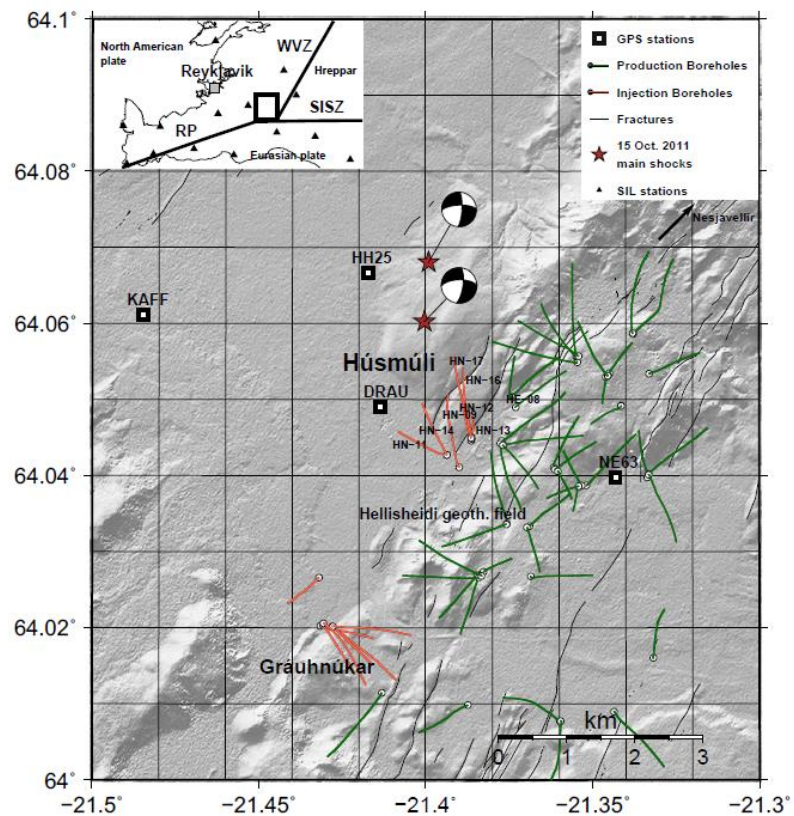 64.1°
North American
plate
WVZ
Reykjavik
Hreppar
SISZ
RP
Eurasian plate
GPS stations
Production Boreholes
Injection Boreholes
Fractures
15 Oct. 2011
main shocks
SIL stations
64.08
Nesjavellir
HH25
KAFF
64.06
Húsmúli
HN-17
HN-16
DRAU
HE-08
HN-12
HN-09
HN-14
HN-13
HN-11
64.04
NE63
Hellisheidi geoth. field
64.02
Gráuhnúkar
km
0 1 2 3
64°
−21.5° −21.45° −21.4° −21.35° −21.3°